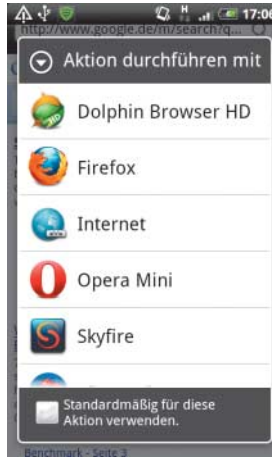 H
17:06
http://www.google.de/m/search?q...
Aktion durchführen mit
HD
Dolphin Browser HD
Firefox
Internet
Opera Mini
Skyfire
Standardmäßig für diese
Aktion verwenden.
Benchmark - Seite 3